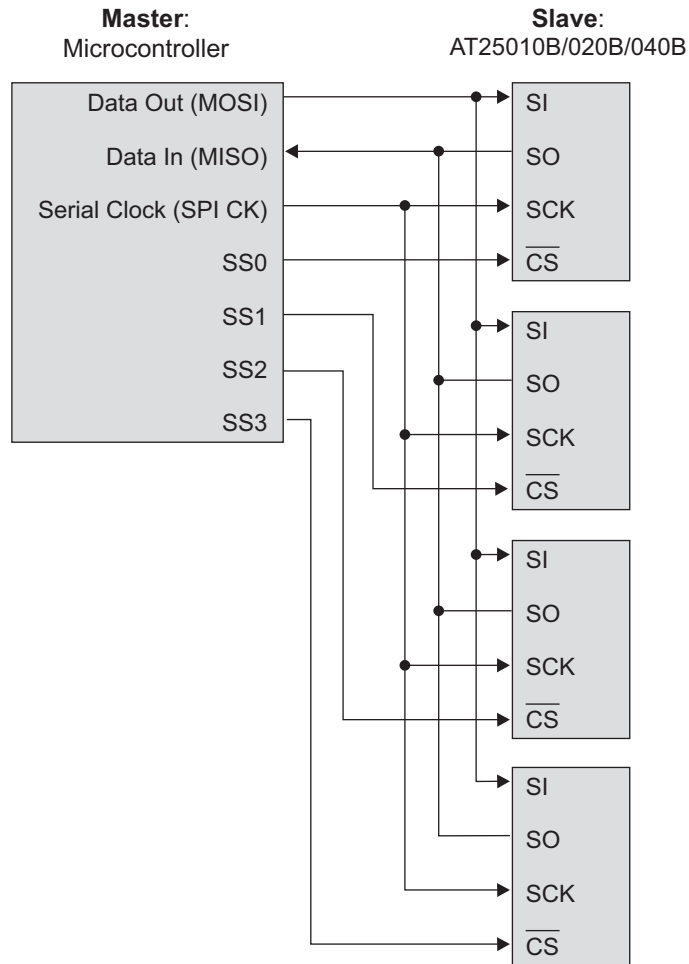 Master:
Microcontroller
Slave:
AT25010B/020B/040B
Data Out (MOSI)
Data In (MISO)
Serial Clock (SPI CK)
SS0
SS1
SS2
SS3
SI
SO
SCK
CS
SI
SO
SCK
CS
SI
SO
SCK
CS
SI
SO
SCK
CS